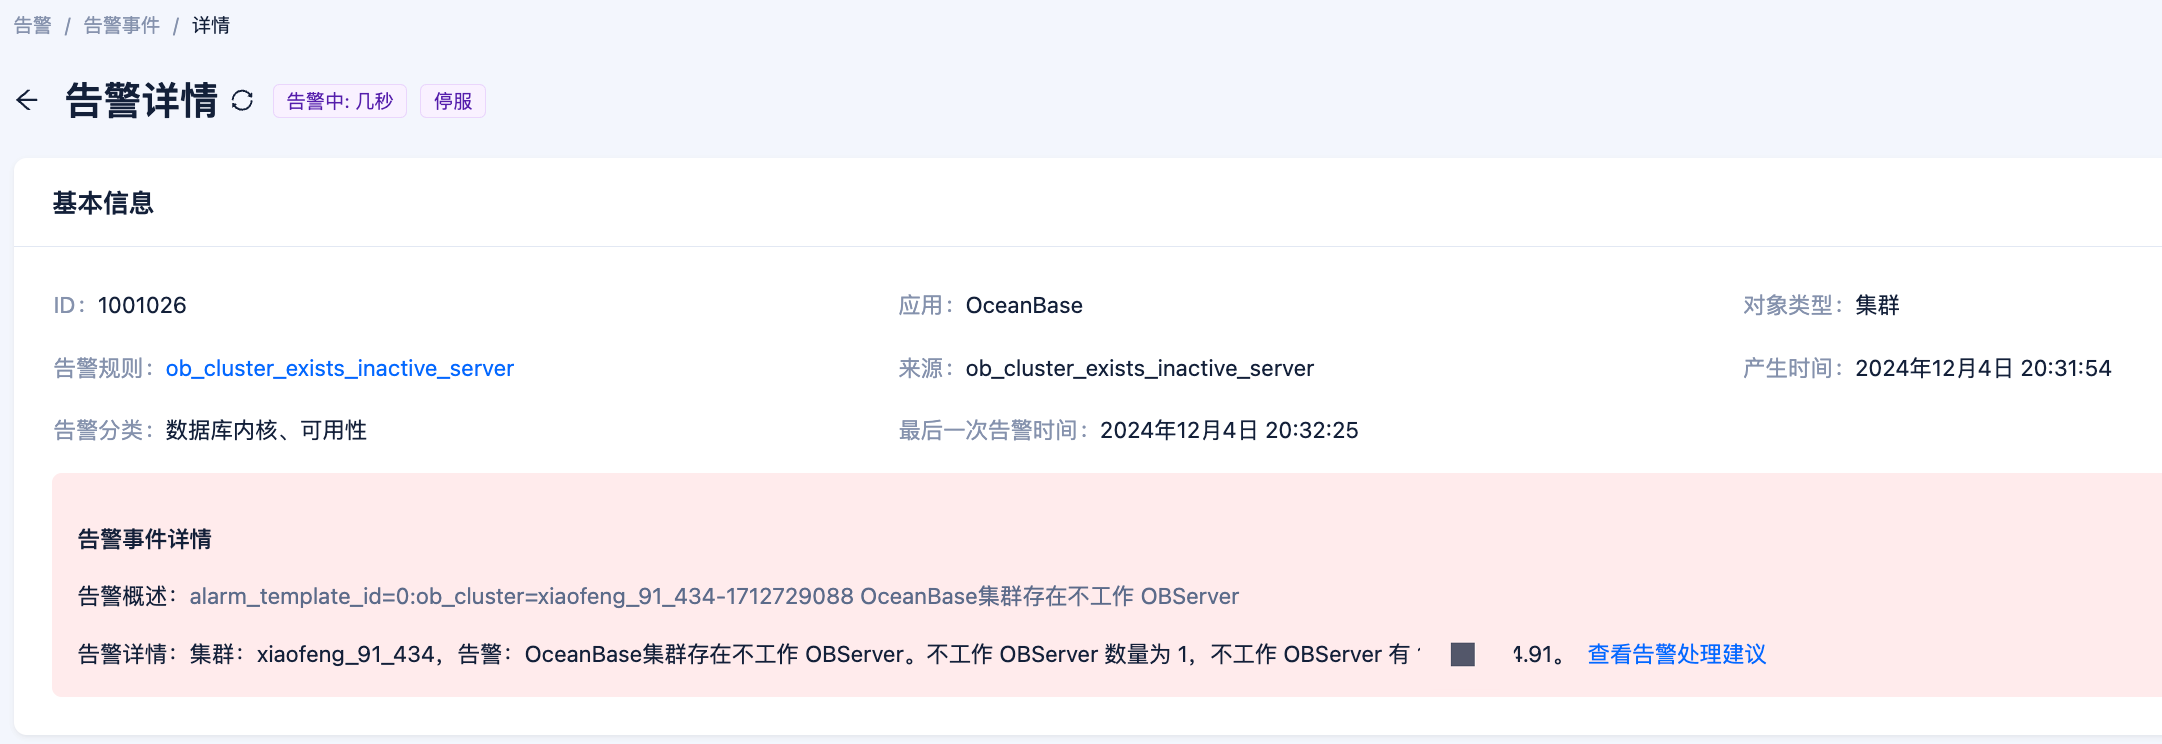 告警 / 告警事件 / 详情
告警详情 告警中: 几秒 停服
基本信息
ID: 1001026 应用: OceanBase 对象类型: 集群
告警规则: ob_cluster_exists_inactive_server 来源: ob_cluster_exists_inactive_server 产生时间: 2024年12月4日 20:31:54
告警分类: 数据库内核、可用性 最后一次告警时间: 2024年12月4日 20:32:25
告警事件详情
告警概述: alarm_template_id=0:ob_cluster=xiaofeng_91_434-1712729088 OceanBase集群存在不工作 OBServer
告警详情: 集群：xiaofeng_91_434，告警：OceanBase集群存在不工作 OBServer。不工作 OBServer 数量为 1，不工作 OBServer 有 4.91。 查看告警处理建议